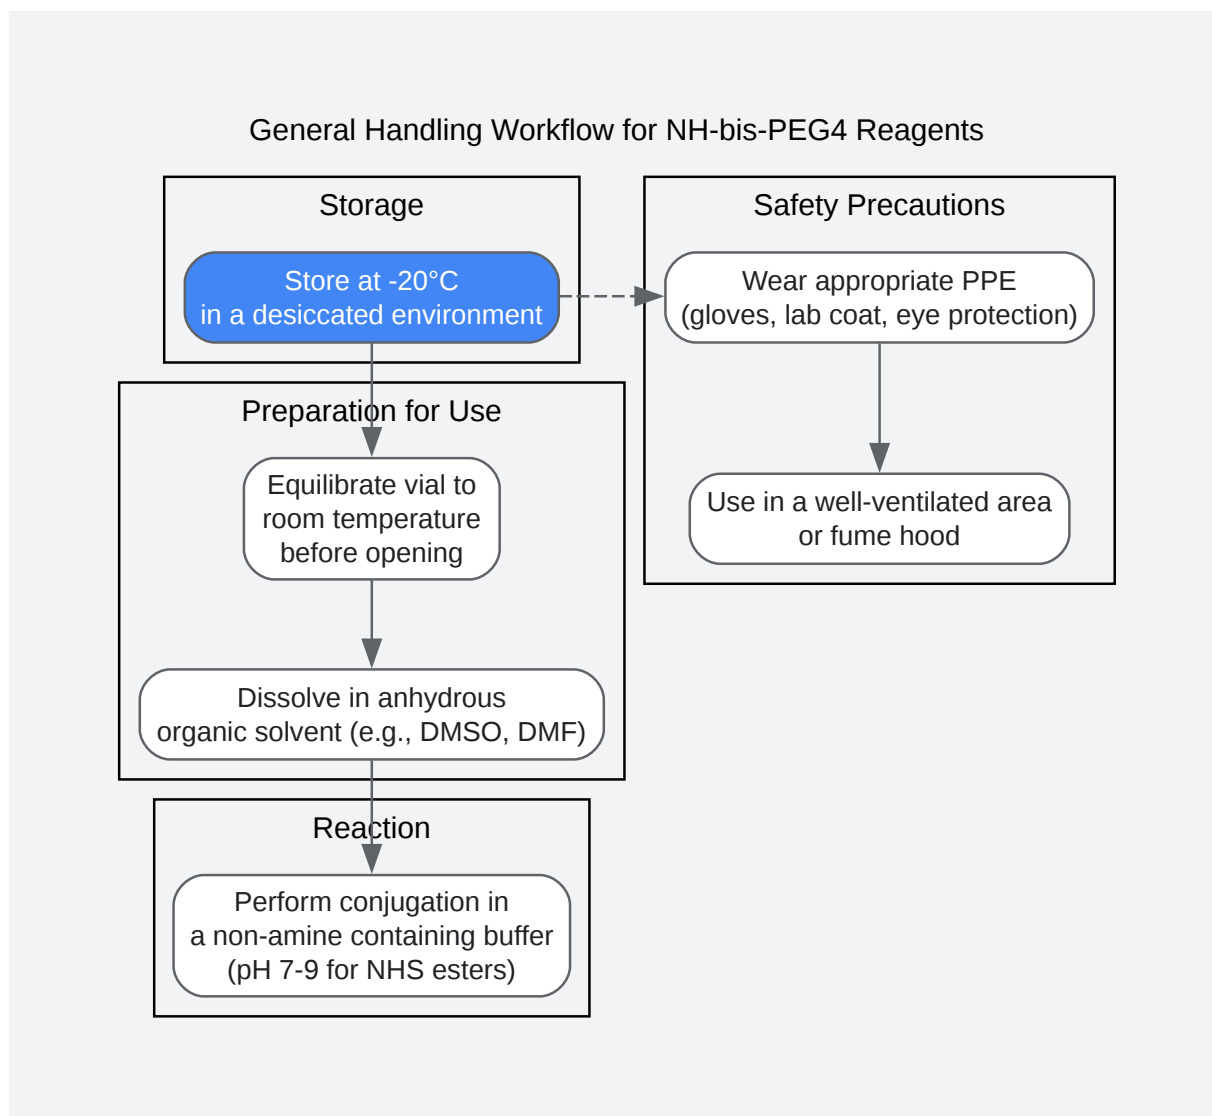 General Handling Workflow for NH-bis-PEG4 Reagents
Storage
Store at -20°C
in a desiccated environment
Safety Precautions
Wear appropriate PPE
(gloves, lab coat, eye protection)
Use in a well-ventilated area
or fume hood
Preparation for Use
Equilibrate vial to
room temperature
before opening
Dissolve in anhydrous
organic solvent (e.g., DMSO, DMF)
Reaction
Perform conjugation in
a non-amine containing buffer
(pH 7-9 for NHS esters)